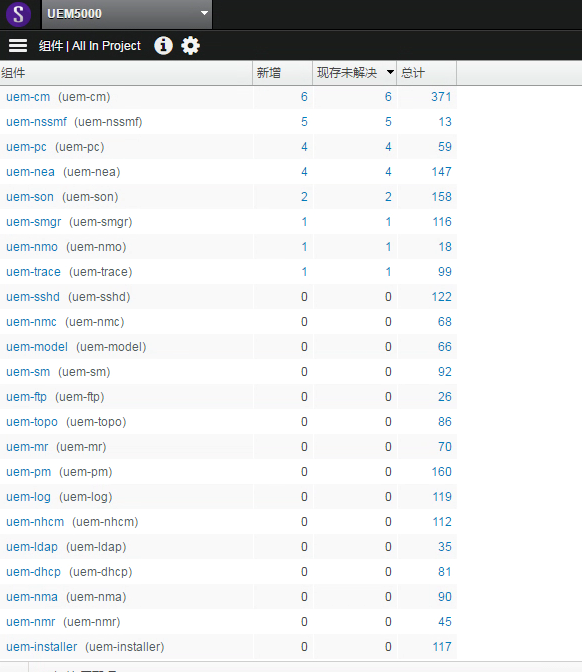 S UEM5000
组件 | All In Project i
组件 新增 现存未解决 总计
uem-cm (uem-cm) 6 6 371
uem-nssmf (uem-nssmf) 5 5 13
uem-pc (uem-pc) 4 4 59
uem-nea (uem-nea) 4 4 147
uem-son (uem-son) 2 2 158
uem-smgr (uem-smgr) 1 1 116
uem-nmo (uem-nmo) 1 1 18
uem-trace (uem-trace) 1 1 99
uem-sshd (uem-sshd) 0 0 122
uem-nmc (uem-nmc) 0 0 68
uem-model (uem-model) 0 0 66
uem-sm (uem-sm) 0 0 92
uem-ftp (uem-ftp) 0 0 26
uem-topo (uem-topo) 0 0 86
uem-mr (uem-mr) 0 0 70
uem-pm (uem-pm) 0 0 160
uem-log (uem-log) 0 0 119
uem-nhcm (uem-nhcm) 0 0 112
uem-ldap (uem-ldap) 0 0 35
uem-dhcp (uem-dhcp) 0 0 81
uem-nma (uem-nma) 0 0 90
uem-nmr (uem-nmr) 0 0 45
uem-installer (uem-installer) 0 0 117